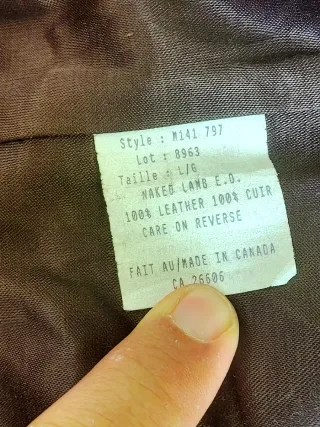 Style : M141 797
Lot : 8963
Taille : L/G
NAKED LAMB E.D.
100% LEATHER 100% CUIR
CARE ON REVERSE
FAIT AU/MADE IN CANADA
CA 26606